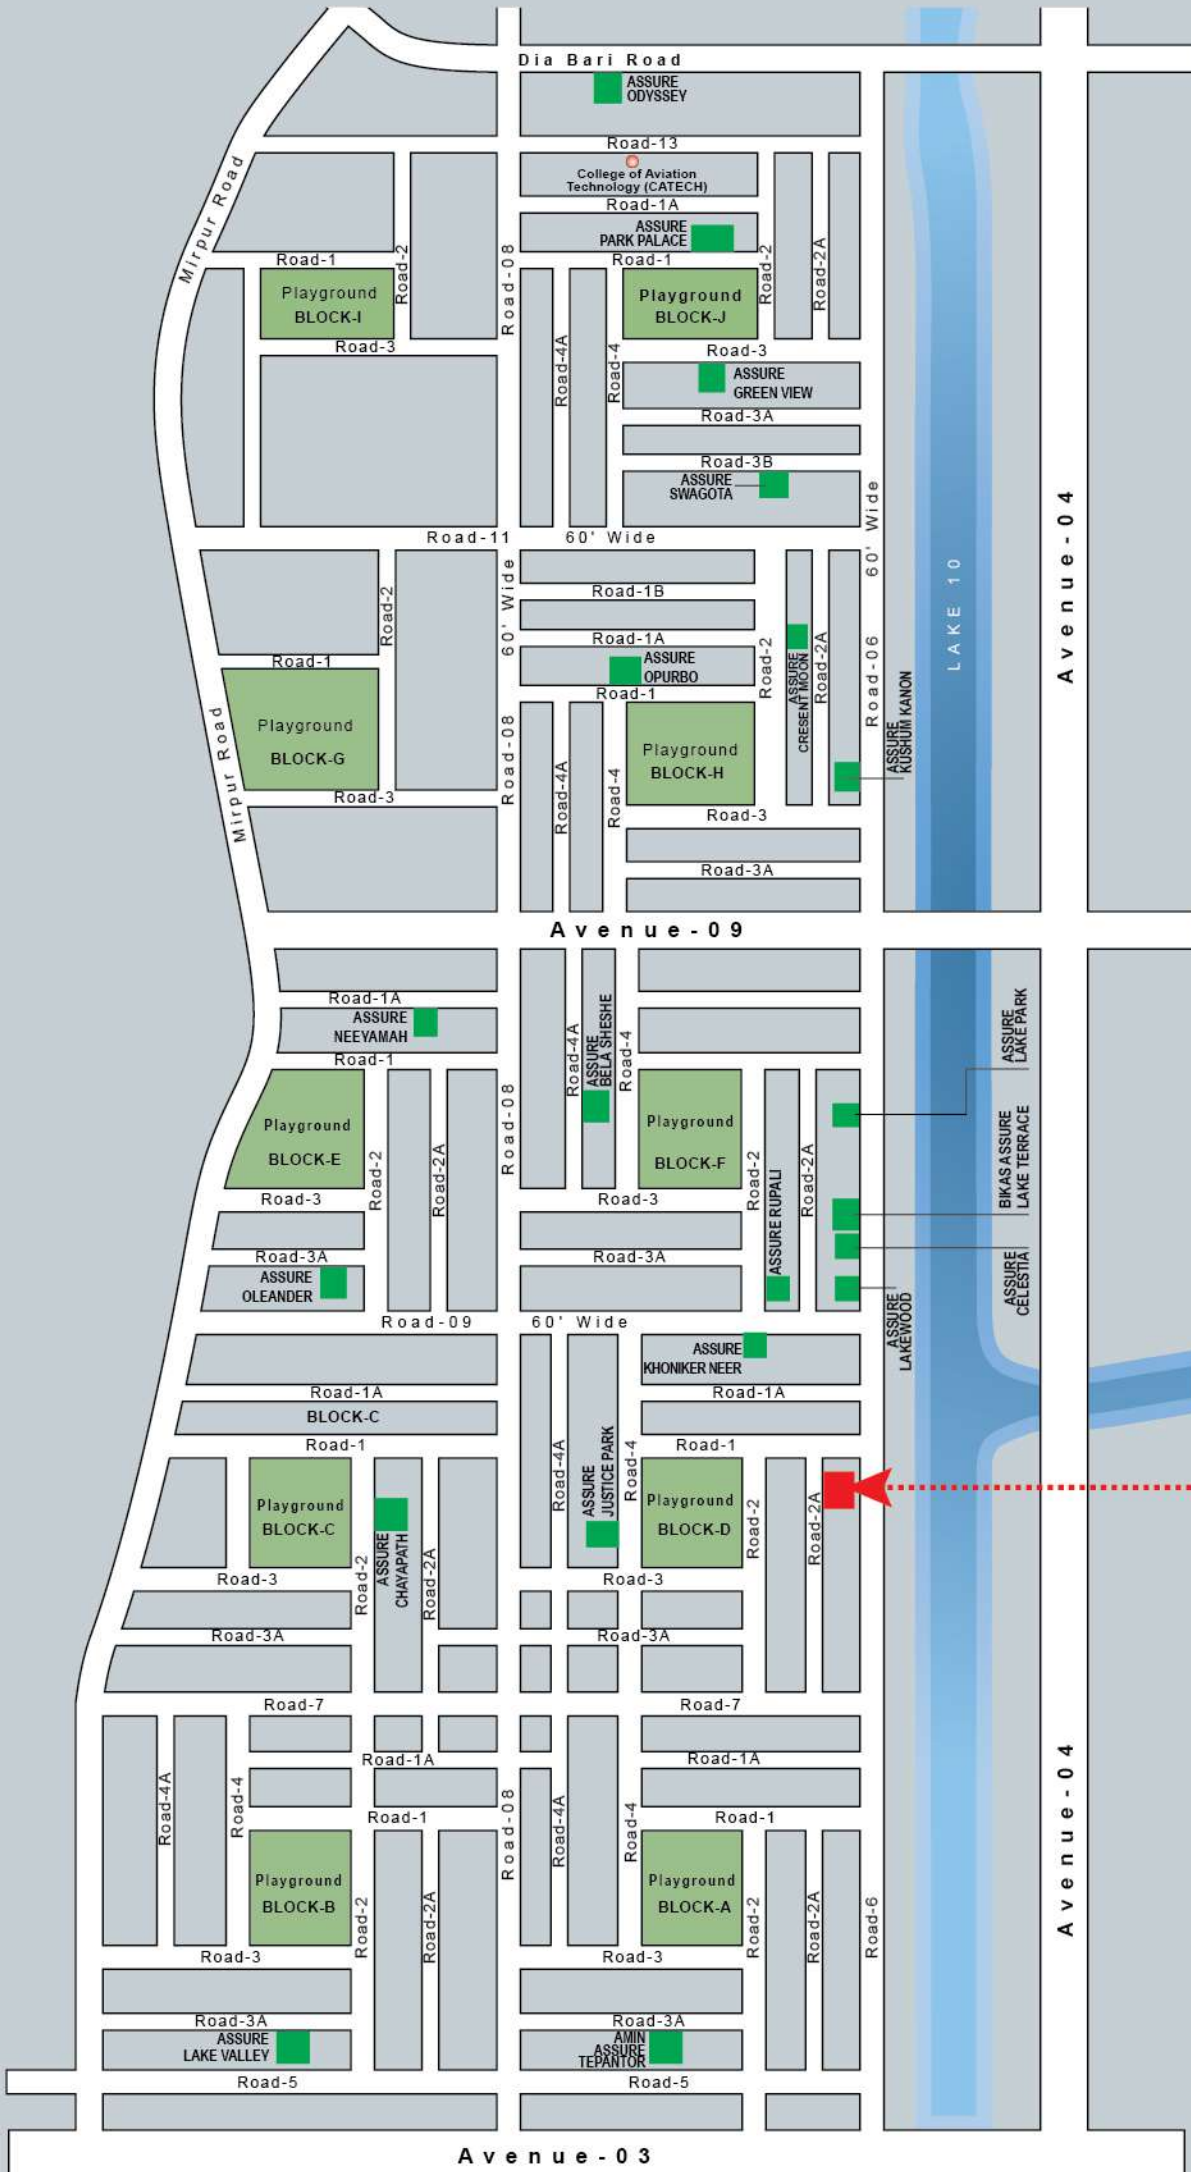 Dia Bari Road
ASSURE
ODYSSEY
Road-13
College of Aviation
Technology (CATECH)
Mirpur Road
Road-1A
ASSURE
PARK PALACE
Road-1
Road-2
Road-08
Road-1
Road-2
Road-2A
Playground
BLOCK-I
Playground
BLOCK-J
Road-3
Road-4A
Road-4
Road-3
ASSURE
GREEN VIEW
Road-3A
Road-3B
ASSURE
SWAGOTA
60' Wide
Avenue-04
Road-11
60' Wide
60' Wide
Road-1B
Road-2
Road-1A
LAKE 10
Road-1
ASSURE
OPURBO
Road-2
ASSURE
CRESENT MOON
Road-2A
Road-06
Road-1
ASSURE
KUSHUM KANON
Mirpur Road
Playground
BLOCK-G
Road-08
Playground
BLOCK-H
Road-3
Road-4A
Road-4
Road-3
Road-3A
Avenue-09
Road-1A
ASSURE
NEEYAMAH
Road-1
Road-4A
ASSURE
BELA SHESHE
Road-4
ASSURE
LAKE PARK
Playground
BLOCK-E
Road-2
Road-2A
Road-08
Playground
BLOCK-F
Road-2
ASSURE RUPALI
Road-2A
BIKAS ASSURE
LAKE TERRACE
Road-3
Road-3
Road-3A
Road-3A
ASSURE
OLEANDER
ASSURE
CELESTIA
ASSURE
LAKEWOOD
Road-09
60' Wide
ASSURE
KHONIKER NEER
Road-1A
Road-1A
BLOCK-C
Road-1
Road-1
Road-4A
ASSURE
JUSTICE PARK
Road-4
Playground
BLOCK-C
Playground
BLOCK-D
Road-2
ASSURE
CHAYAPATH
Road-2A
Road-2
Road-2A
Road-3
Road-3
Road-3A
Road-3A
Road-7
Road-7
Road-1A
Road-1A
Road-4A
Road-4
Road-1
Road-08
Road-4A
Road-4
Road-1
Avenue-04
Playground
BLOCK-B
Road-2
Road-2A
Playground
BLOCK-A
Road-2
Road-2A
Road-6
Road-3
Road-3
Road-3A
Road-3A
ASSURE
LAKE VALLEY
AMIN
ASSURE
TEPANTOR
Road-5
Road-5
Avenue-03